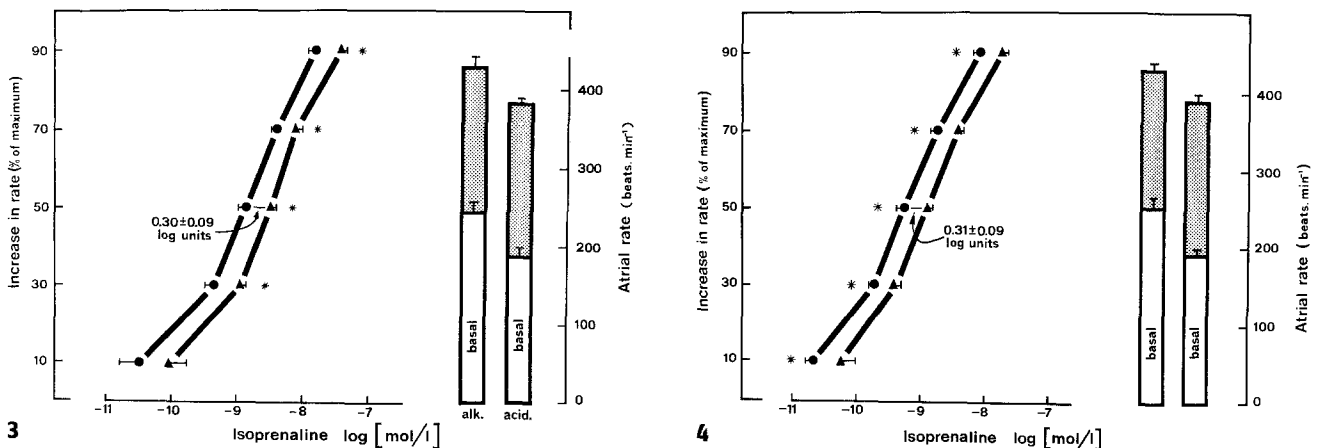 Increase in rate (% of maximum)
90
70
50
30
10
0.30±0.09
log units
-11
-10
-9
-8
-7
Isoprenaline log [mol/l]
basal
basal
alk.
acid.
400
300
200
100
0
Atrial rate (beats. min⁻¹)
3
Increase in rate (% of maximum)
90
70
50
30
10
0.31±0.09
log units
-11
-10
-9
-8
-7
Isoprenaline log [mol/l]
basal
basal
400
300
200
100
0
Atrial rate (beats. min⁻¹)
4